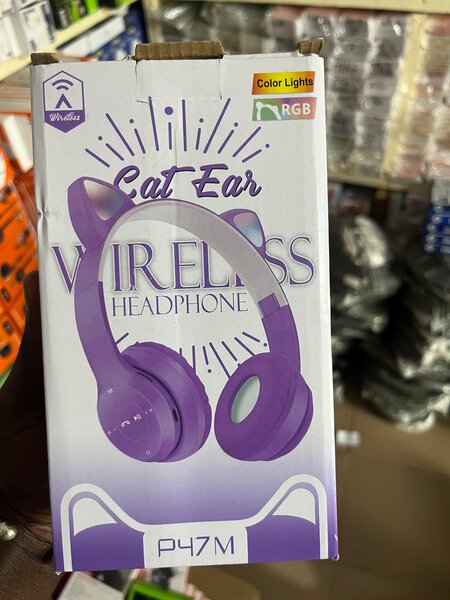 Wireless
Color Lights
RGB
Cat Ear
WIRELESS
HEADPHONE
M
P47M